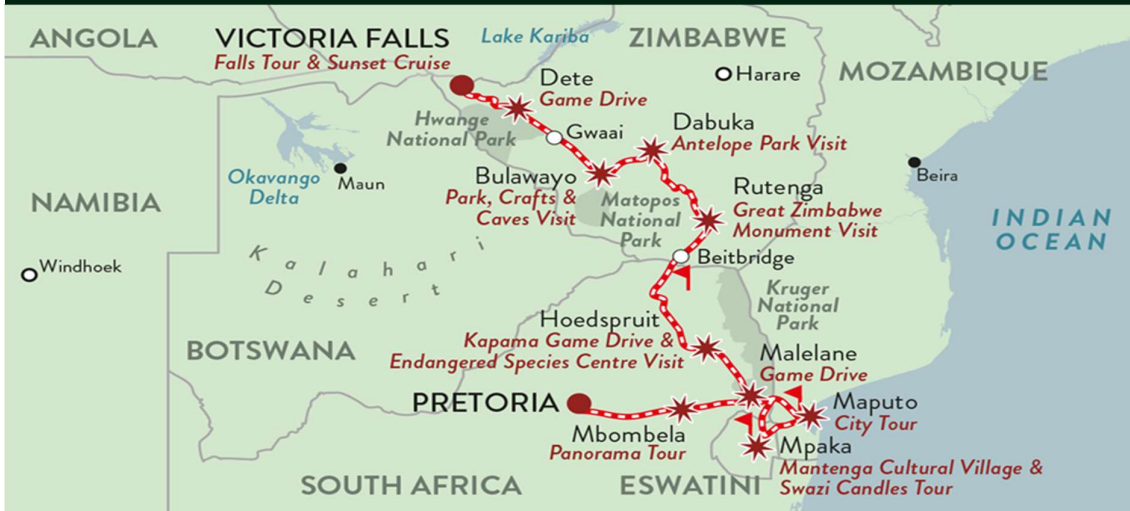 ANGOLA
VICTORIA FALLS
Falls Tour & Sunset Cruise
Lake Kariba
ZIMBABWE
Harare
MOZAMBIQUE
Dete
Game Drive
Hwange
National Park
Gwaai
Dabuka
Antelope Park Visit
Okavango
Delta
Maun
Bulawayo
Park, Crafts &
Caves Visit
Matopos
National
Park
Rutenga
Great Zimbabwe
Monument Visit
Beira
NAMIBIA
INDIAN
OCEAN
Windhoek
Kalahari
Desert
Beitbridge
Kruger
National
Park
BOTSWANA
Hoedspruit
Kapama Game Drive &
Endangered Species Centre Visit
Malelane
Game Drive
PRETORIA
Mbombela
Panorama Tour
Maputo
City Tour
Mpaka
Mantenga Cultural Village &
Swazi Candles Tour
SOUTH AFRICA
ESWATINI